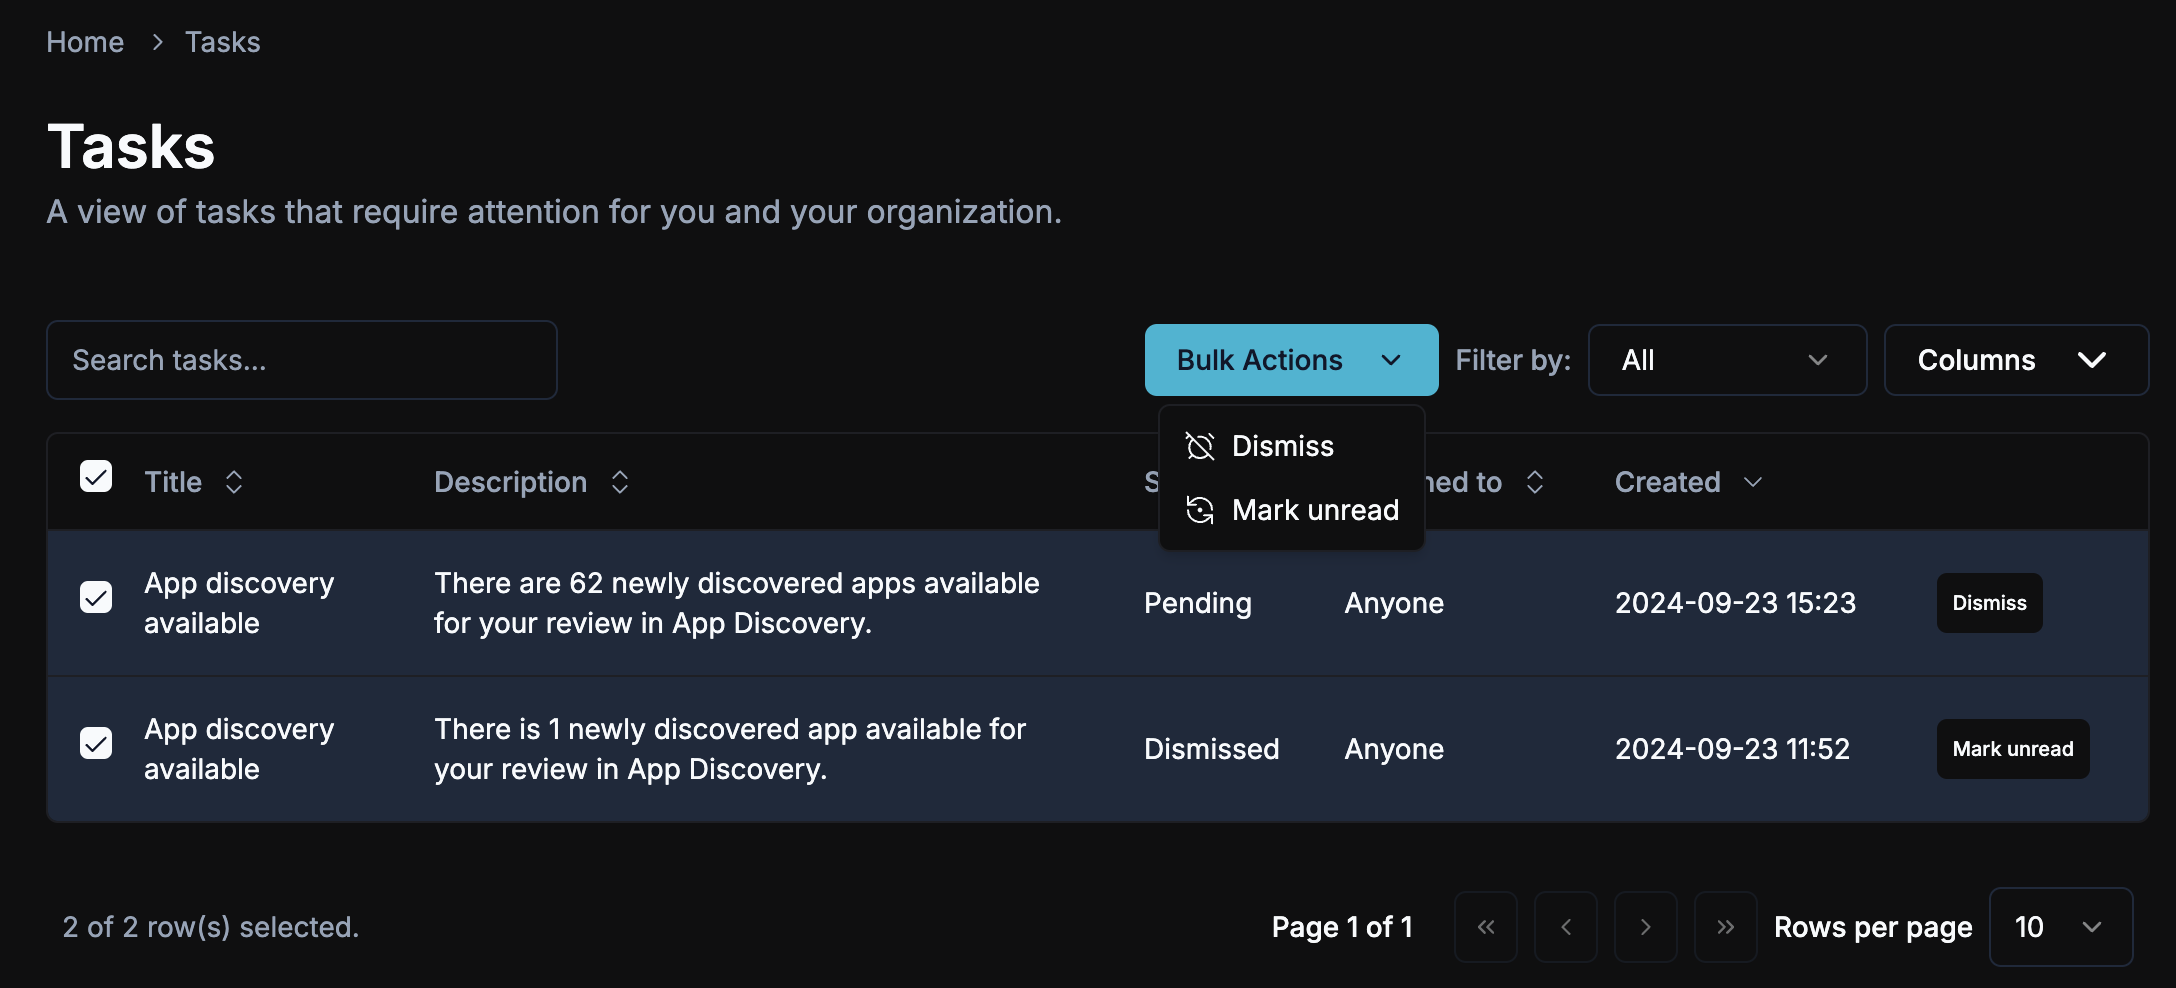 Home > Tasks
Tasks
A view of tasks that require attention for you and your organization.
Search tasks...
Bulk Actions
Filter by:
All
Columns
Dismiss
Mark unread
Title
Description
S
ned to
Created
App discovery
available
There are 62 newly discovered apps available
for your review in App Discovery.
Pending
Anyone
2024-09-23 15:23
Dismiss
App discovery
available
There is 1 newly discovered app available for
your review in App Discovery.
Dismissed
Anyone
2024-09-23 11:52
Mark unread
2 of 2 row(s) selected.
Page 1 of 1
Rows per page
10